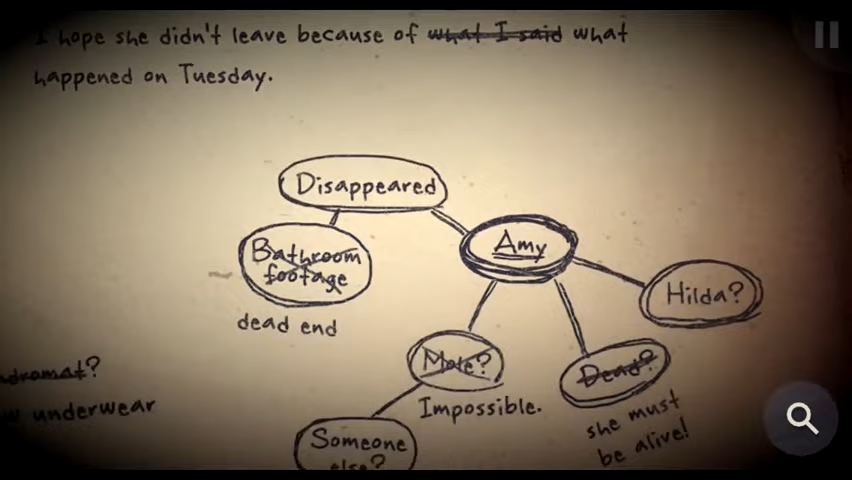 I hope she didn't leave because of what I said what
happened on Tuesday.
Disappeared
Bathroom
footage
dead end
Amy
Hilda?
Mole?
Impossible.
Dead?
she must
be alive!
Someone
else?
dromat?
underwear